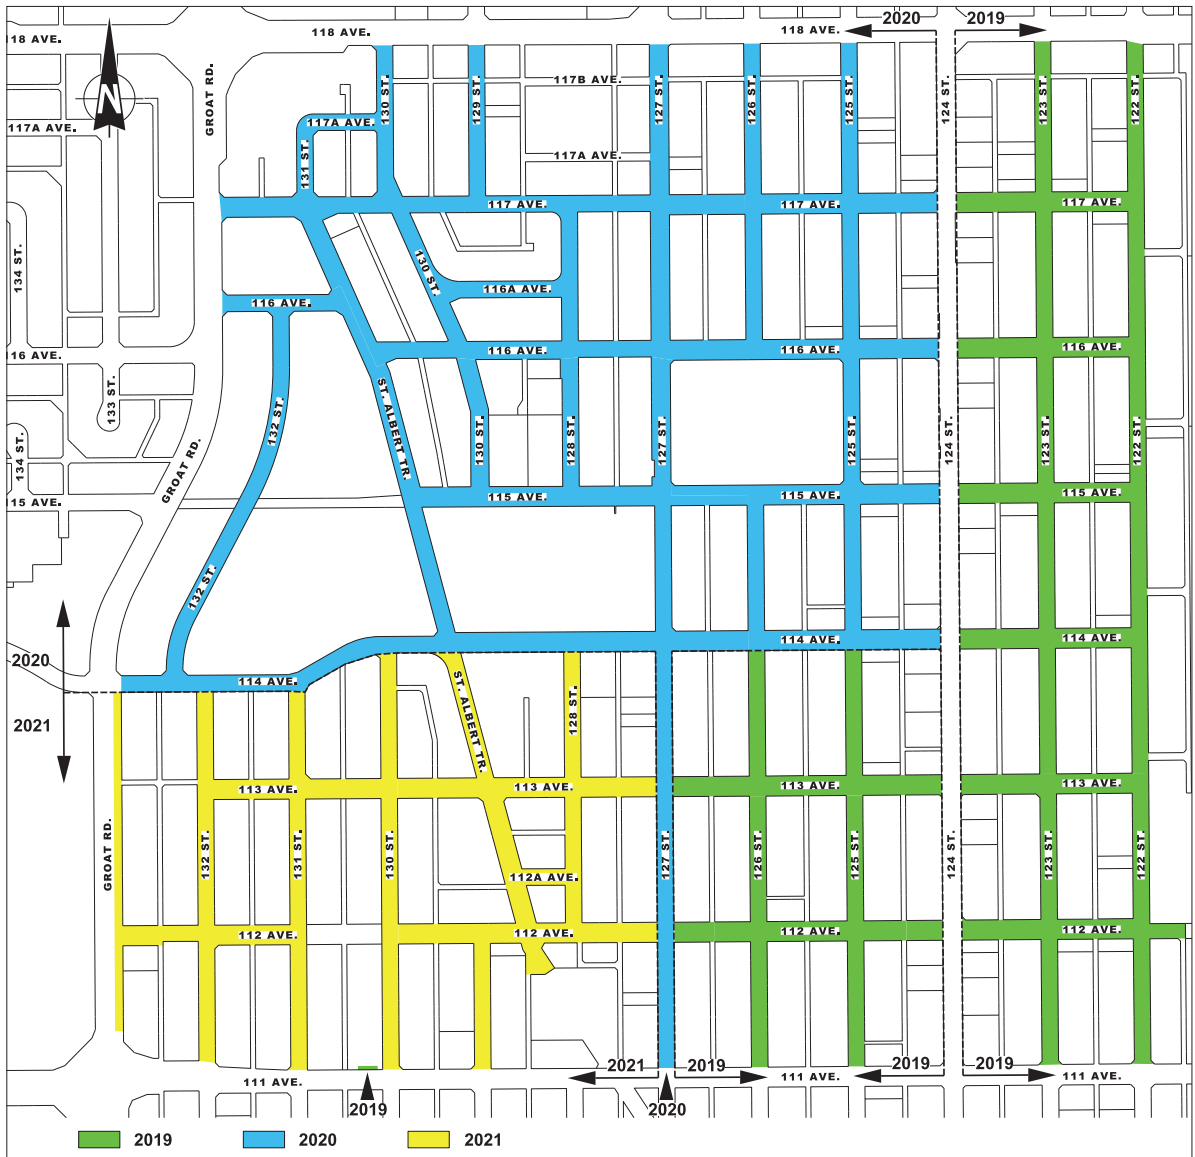 2020
2019
118 AVE.
118 AVE.
118 AVE.
N
GROAT RD.
130 ST.
129 ST.
117B AVE.
127 ST.
126 ST.
125 ST.
124 ST.
123 ST.
122 ST.
117A AVE.
117A AVE.
117A AVE.
131 ST.
117 AVE.
117 AVE.
117 AVE.
134 ST.
130 ST.
116A AVE.
116 AVE.
116 AVE.
116 AVE.
116 AVE.
116 AVE.
133 ST.
132 ST.
ST. ALBERT TR.
130 ST.
128 ST.
127 ST.
125 ST.
124 ST.
123 ST.
122 ST.
134 ST.
GROAT RD.
115 AVE.
115 AVE.
115 AVE.
115 AVE.
132 ST.
114 AVE.
114 AVE.
2020
114 AVE.
2021
ST. ALBERT TR.
128 ST.
113 AVE.
113 AVE.
113 AVE.
113 AVE.
GROAT RD.
132 ST.
131 ST.
130 ST.
127 ST.
126 ST.
125 ST.
124 ST.
123 ST.
122 ST.
112A AVE.
112 AVE.
112 AVE.
112 AVE.
112 AVE.
2021
2019
2019
2019
111 AVE.
111 AVE.
111 AVE.
2019
2020
2019
2020
2021